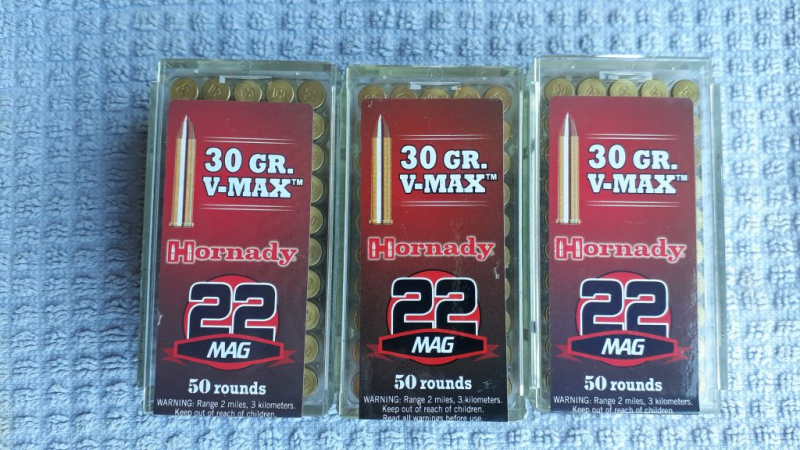 30 GR.
V-MAX™
Hornady
22
MAG
50 rounds
WARNING: Range 2 miles, 3 kilometers.
Keep out of reach of children.
30 GR.
V-MAX™
Hornady
22
MAG
50 rounds
WARNING: Range 2 miles, 3 kilometers.
Keep out of reach of children.
Read all warnings before use.
30 GR.
V-MAX™
Hornady
22
MAG
50 rounds
WARNING: Range 2 miles, 3 kilometers.
Keep out of reach of children.